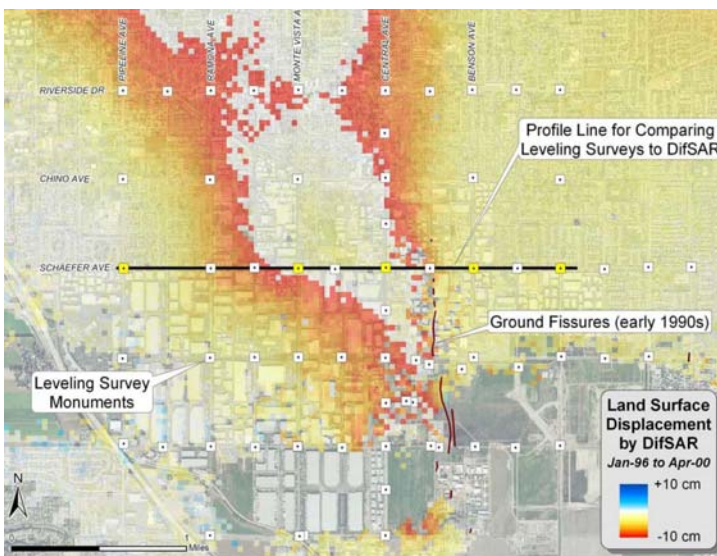 PIPELINE AVE
RAMONA AVE
MONTE VISTA A
CENTRAL AVE
BENSON AVE
RIVERSIDE DR
Profile Line for Comparing
Leveling Surveys to DifSAR
CHINO AVE
SCHAEFER AVE
Ground Fissures (early 1990s)
Leveling Survey
Monuments
Land Surface
Displacement
by DifSAR
Jan-96 to Apr-00
+10 cm
-10 cm
N
0 1
Miles